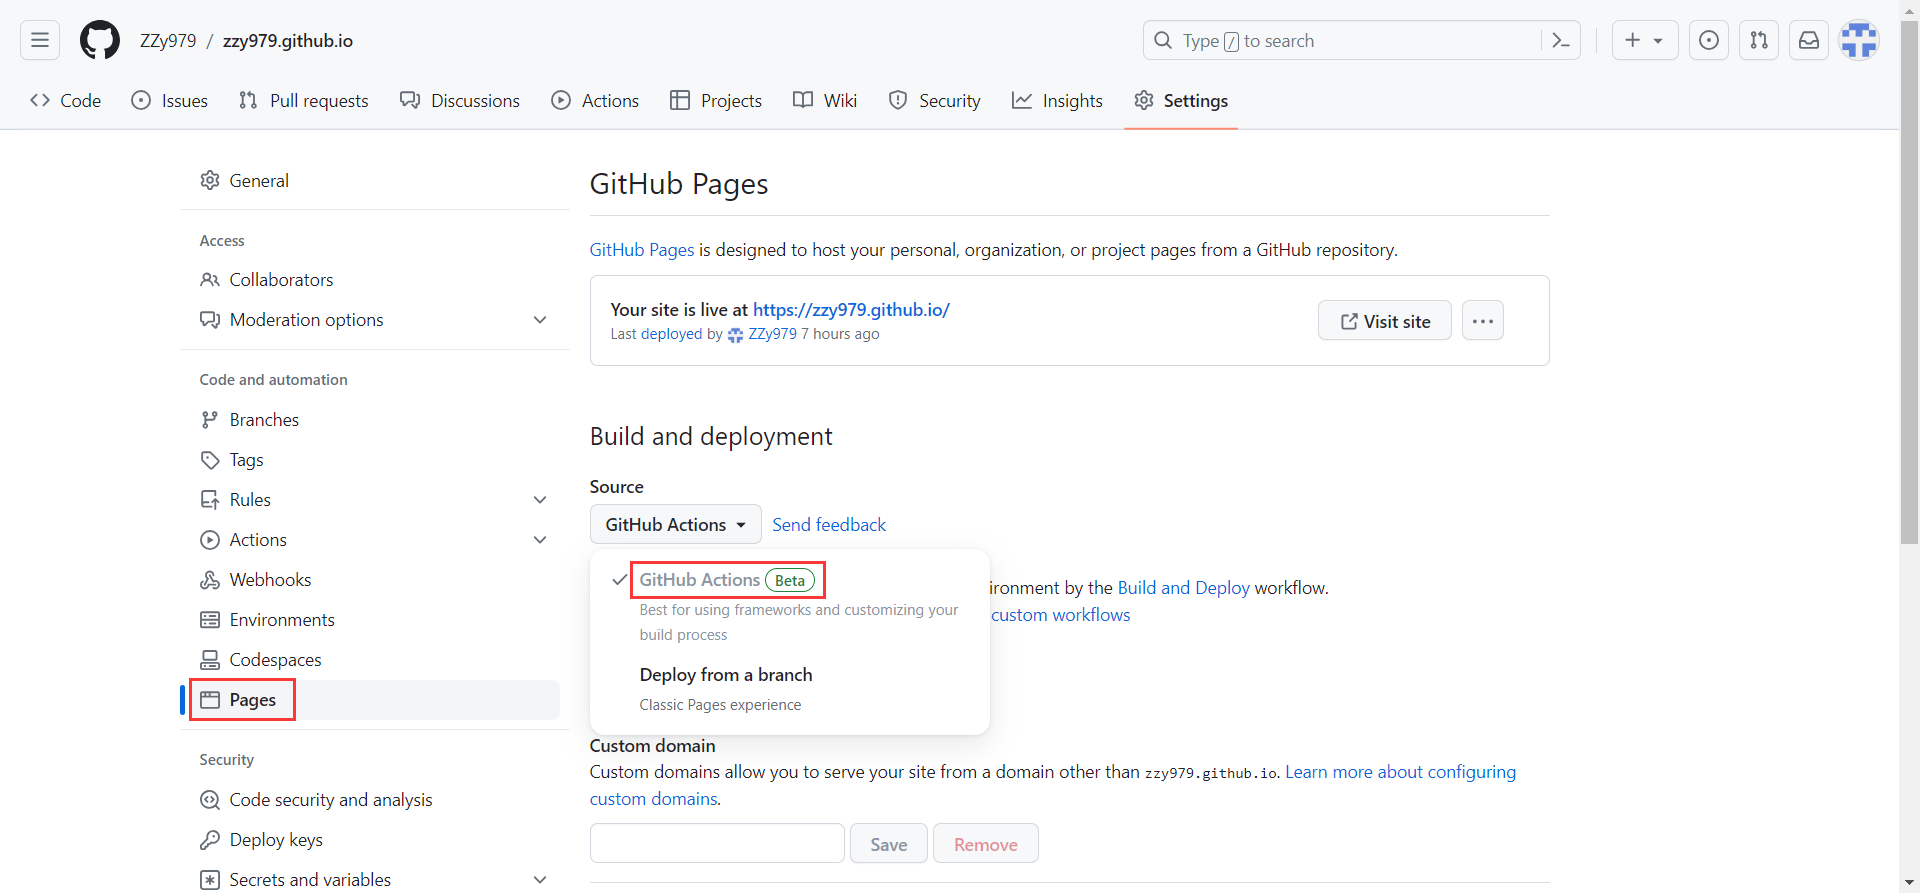 ZZy979 / zzy979.github.io
Type / to search
Code Issues Pull requests Discussions Actions Projects Wiki Security Insights Settings
General
Access
Collaborators
Moderation options
Code and automation
Branches
Tags
Rules
Actions
Webhooks
Environments
Codespaces
Pages
Security
Code security and analysis
Deploy keys
Secrets and variables
GitHub Pages
GitHub Pages is designed to host your personal, organization, or project pages from a GitHub repository.
Your site is live at https://zzy979.github.io/
Last deployed by ZZy979 7 hours ago
Visit site
Build and deployment
Source
GitHub Actions Send feedback
GitHub Actions Beta
Best for using frameworks and customizing your
build process
Deploy from a branch
Classic Pages experience
ironment by the Build and Deploy workflow.
custom workflows
Custom domain
Custom domains allow you to serve your site from a domain other than zzy979.github.io. Learn more about configuring
custom domains.
Save Remove